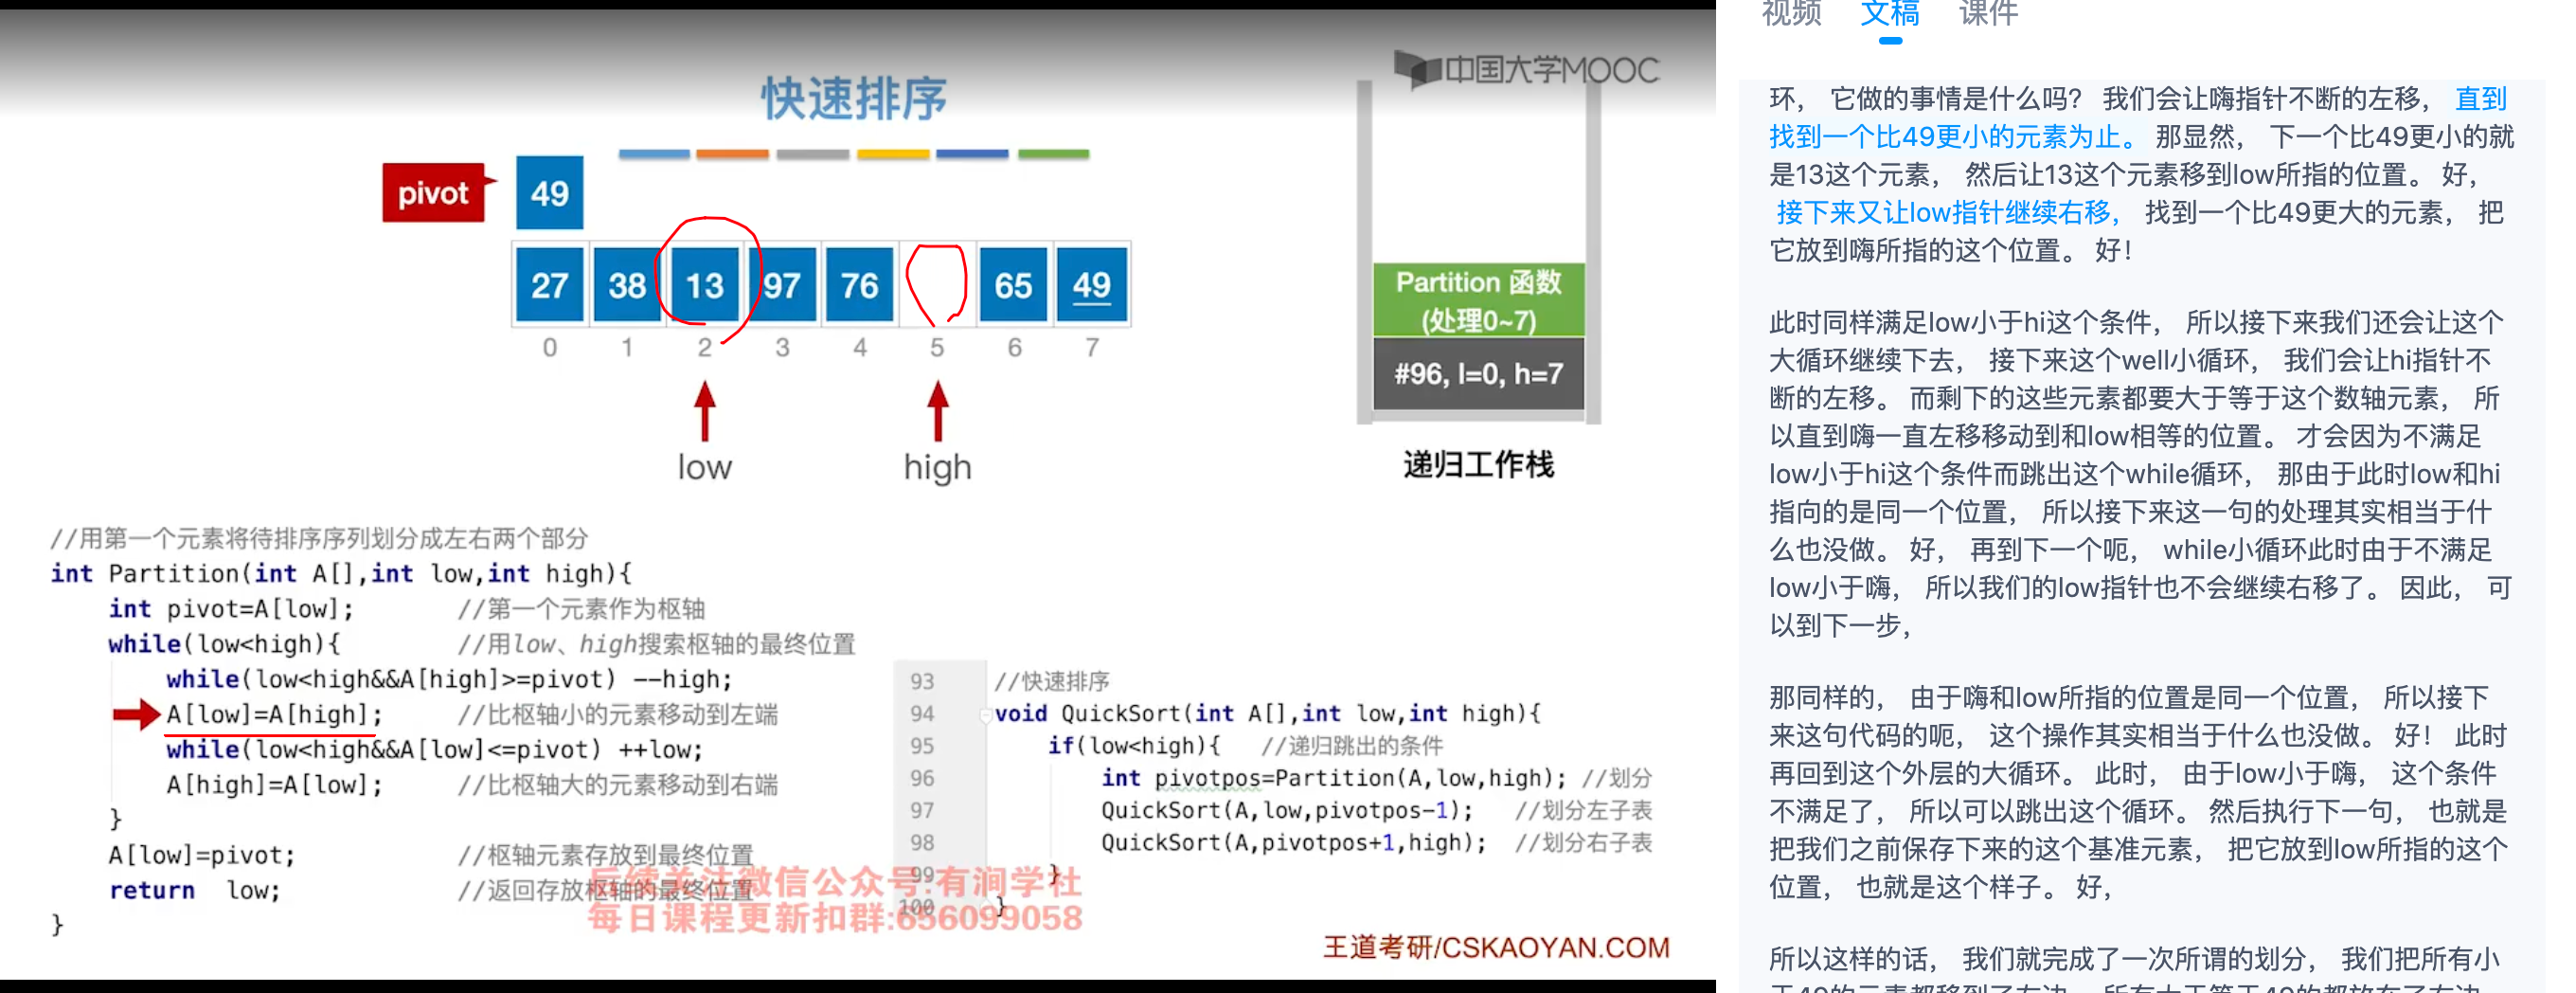 中国大学MOOC
快速排序
pivot
49
27 38 13 97 76 65 49
0 1 2 3 4 5 6 7
low
high
Partition 函数
(处理0~7)
#96, l=0, h=7
递归工作栈
//用第一个元素将待排序序列划分成左右两个部分
int Partition(int A[],int low,int high){
int pivot=A[low]; //第一个元素作为枢轴
while(low<high){ //用low、high搜索枢轴的最终位置
while(low<high&&A[high]>=pivot) --high;
A[low]=A[high]; //比枢轴小的元素移动到左端
while(low<high&&A[low]<=pivot) ++low;
A[high]=A[low]; //比枢轴大的元素移动到右端
}
A[low]=pivot; //枢轴元素存放到最终位置
return low; //返回存放枢轴的最终位置
}
93 //快速排序
94 void QuickSort(int A[],int low,int high){
95 if(low<high){ //递归跳出的条件
96 int pivotpos=Partition(A,low,high); //划分
97 QuickSort(A,low,pivotpos-1); //划分左子表
98 QuickSort(A,pivotpos+1,high); //划分右子表
99 }
100 }
后续关注微信公众号:有涧学社
每日课程更新扣群:656099058
王道考研/CSKAOYAN.COM
视频 文稿 课件
环， 它做的事情是什么吗？ 我们会让嗨指针不断的左移， 直到
找到一个比49更小的元素为止。 那显然， 下一个比49更小的就
是13这个元素， 然后让13这个元素移到low所指的位置。 好，
接下来又让low指针继续右移， 找到一个比49更大的元素， 把
它放到嗨所指的这个位置。 好！
此时同样满足low小于hi这个条件， 所以接下来我们还会让这个
大循环继续下去， 接下来这个well小循环， 我们会让hi指针不
断的左移。 而剩下的这些元素都要大于等于这个数轴元素， 所
以直到嗨一直左移移动到和low相等的位置。 才会因为不满足
low小于hi这个条件而跳出这个while循环， 那由于此时low和hi
指向的是同一个位置， 所以接下来这一句的处理其实相当于什
么也没做。 好， 再到下一个呃， while小循环此时由于不满足
low小于嗨， 所以我们的low指针也不会继续右移了。 因此， 可
以到下一步，
那同样的， 由于嗨和low所指的位置是同一个位置， 所以接下
来这句代码的呃， 这个操作其实相当于什么也没做。 好！ 此时
再回到这个外层的大循环。 此时， 由于low小于嗨， 这个条件
不满足了， 所以可以跳出这个循环。 然后执行下一句， 也就是
把我们之前保存下来的这个基准元素， 把它放到low所指的这个
位置， 也就是这个样子。 好，
所以这样的话， 我们就完成了一次所谓的划分， 我们把所有小